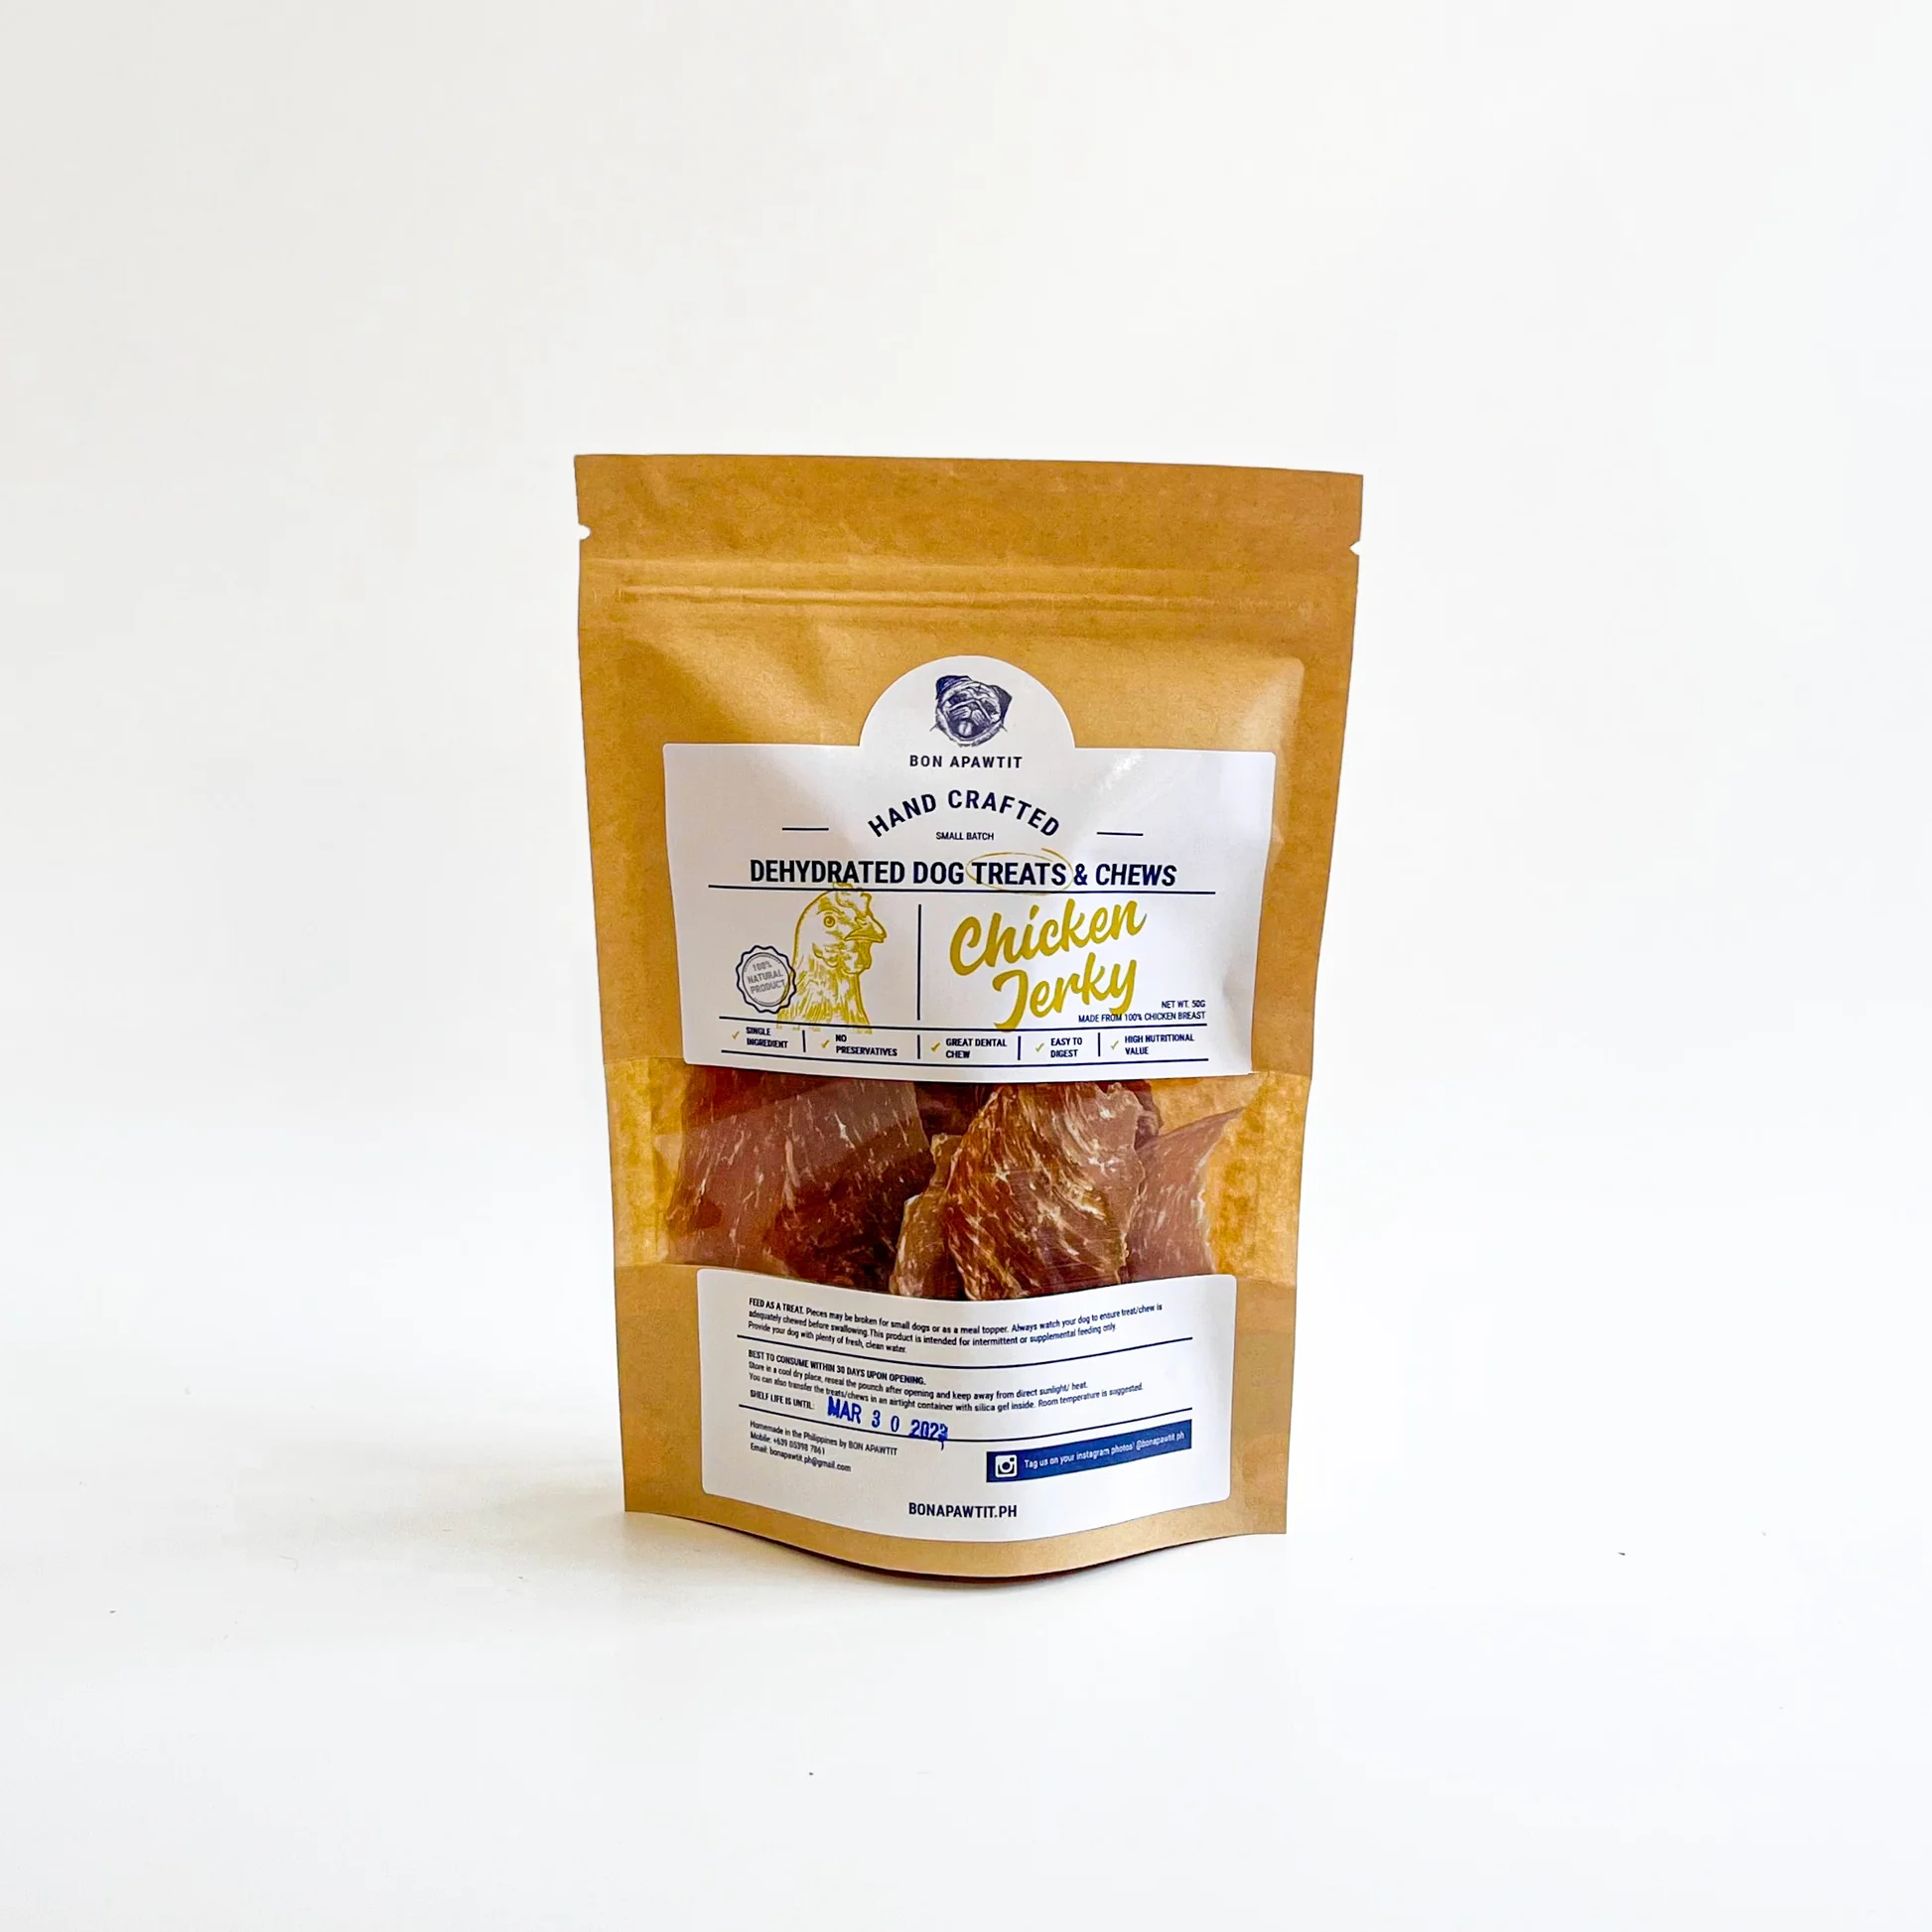 BON APAWTIT
HAND CRAFTED
SMALL BATCH
DEHYDRATED DOG TREATS & CHEWS
100%
NATURAL
PRODUCT
Chicken
Jerky
NET WT. 50G
MADE FROM 100% CHICKEN BREAST
✓ SINGLE
INGREDIENT
✓ NO
PRESERVATIVES
✓ GREAT DENTAL
CHEW
✓ EASY TO
DIGEST
✓ HIGH NUTRITIONAL
VALUE
FEED AS A TREAT. Pieces may be broken for small dogs or as a meal topper. Always watch your dog to ensure treat/chew is
adequately chewed before swallowing. This product is intended for intermittent or supplemental feeding only.
Provide your dog with plenty of fresh, clean water.
BEST TO CONSUME WITHIN 30 DAYS UPON OPENING.
Store in a cool dry place, reseal the pounch after opening and keep away from direct sunlight/ heat.
You can also transfer the treats/chews in an airtight container with silica gel inside. Room temperature is suggested.
SHELF LIFE IS UNTIL: MAR 30 2023
Homemade in the Philippines by BON APAWTIT
Mobile: +639 05398 7861
Email: bonapawtit.ph@gmail.com
Tag us on your instagram photos! @bonapawtit.ph
BONAPAWTIT.PH